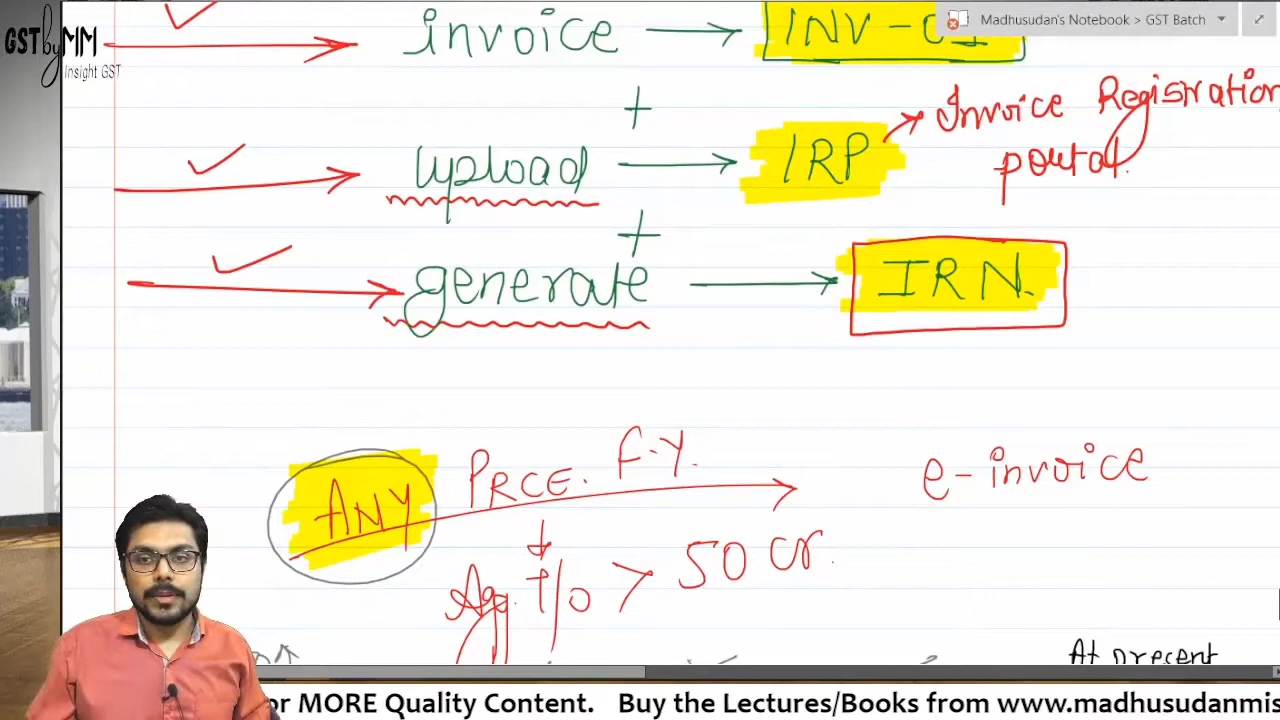 GST by MM
Insight GST
Madhusudan's Notebook > GST Batch
invoice → INV-01
+
upload → IRP → Invoice Registration portal.
+
generate → IRN.
ANY PRCE. F.Y. → e-invoice
Agg. T/O > 50 cr.
At present
or MORE Quality Content. Buy the Lectures/Books from www.madhusudanmis